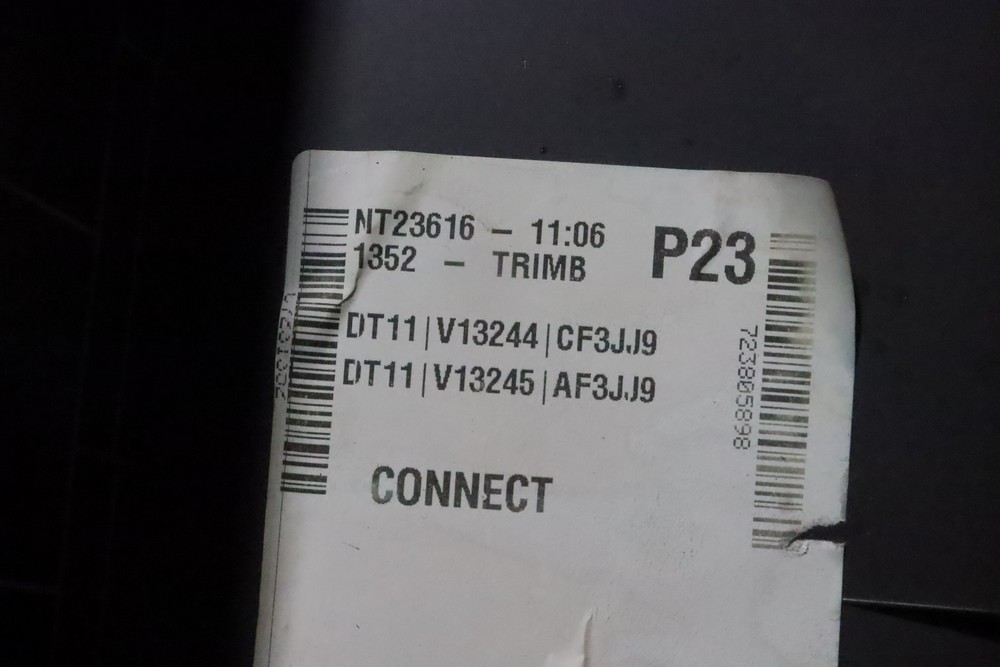 NT23616 – 11:06
1352 – TRIMB
P23
DT11|V13244|CF3JJ9
DT11|V13245|AF3JJ9
CONNECT
723805898